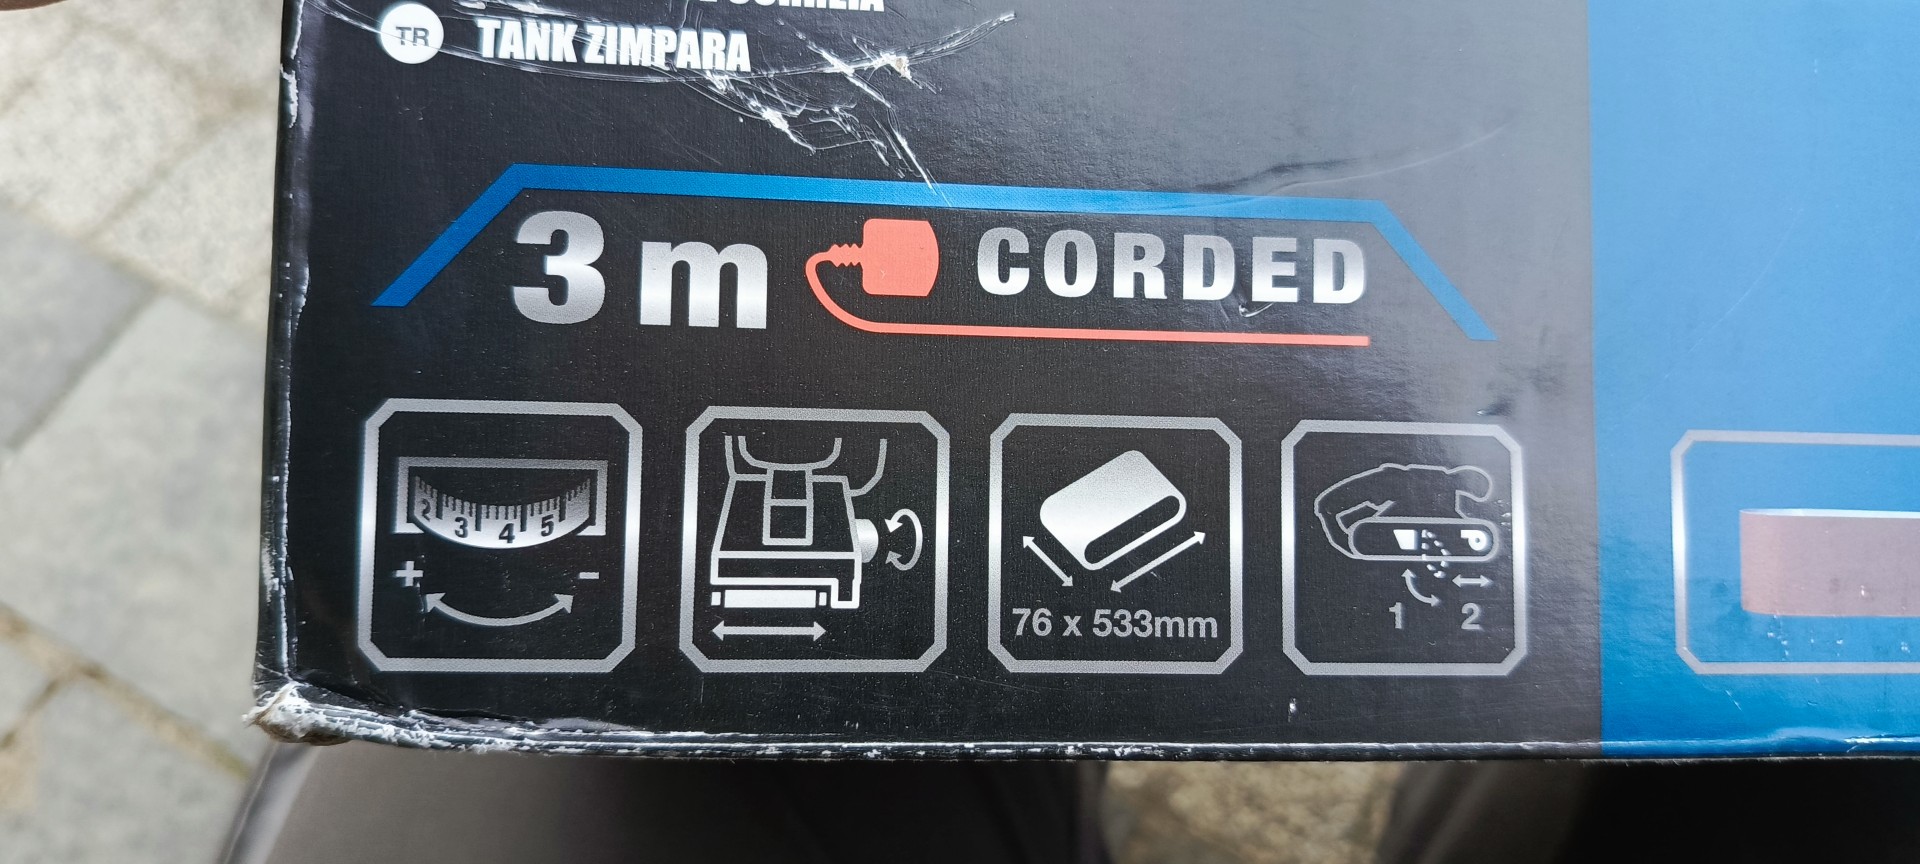 TR TANK ZIMPARA
3 m CORDED
2 3 4 5
+ -
76 x 533mm
1 2